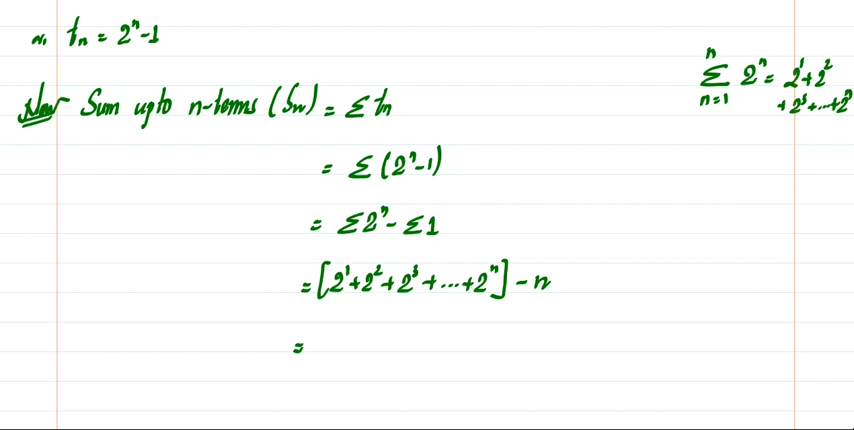 ∴ tₙ = 2ⁿ-1
Now Sum upto n-terms (Sₙ) = Σ tₙ
= Σ (2ⁿ-1)
= Σ2ⁿ - Σ1
= [2¹+2²+2³+...+2ⁿ] - n
=
n
Σ 2ⁿ = 2¹+2²
n=1 +2³+...+2ⁿ